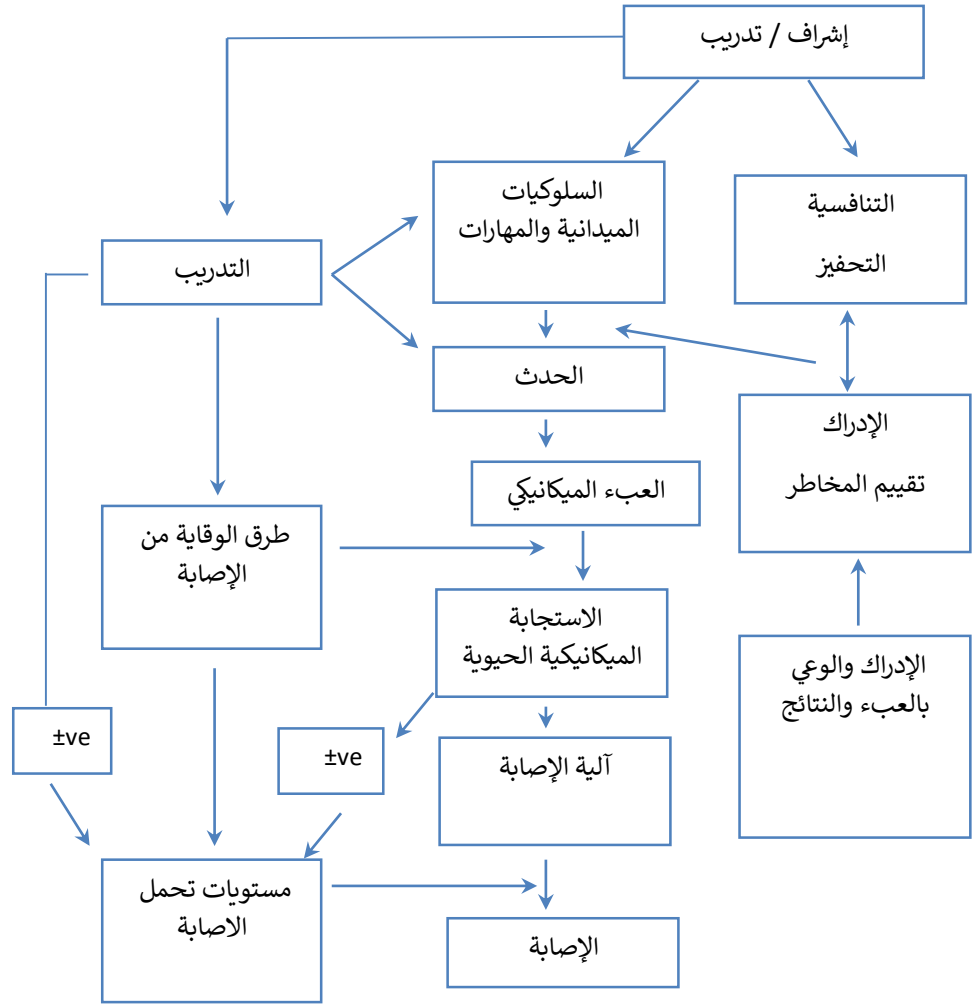 إشراف / تدريب
السلوكيات
الميدانية والمهارات
التنافسية
التحفيز
التدريب
الحدث
الإدراك
تقييم المخاطر
العبء الميكانيكي
طرق الوقاية من
الإصابة
الاستجابة
الميكانيكية الحيوية
الإدراك والوعي
بالعبء والنتائج
±ve
±ve
آلية الإصابة
مستويات تحمل
الاصابة
الإصابة